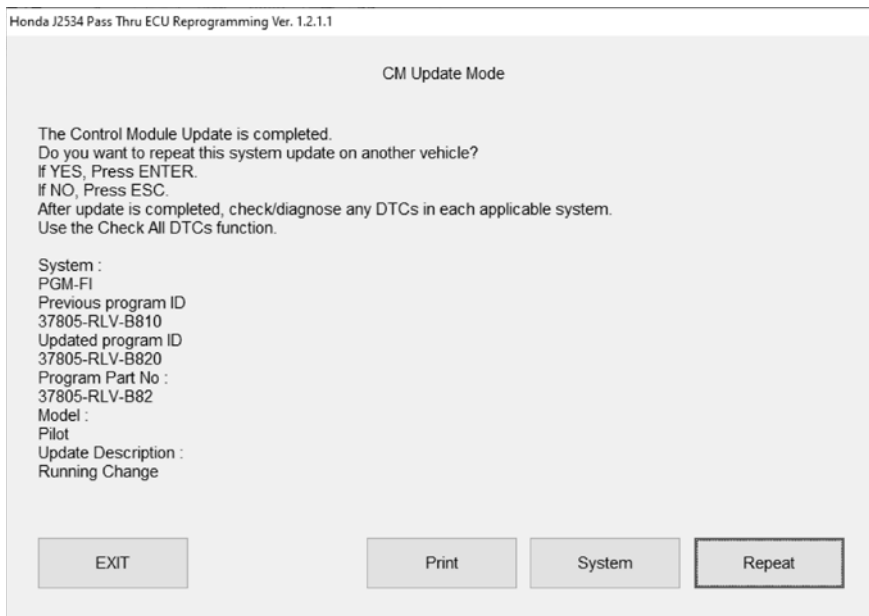 Honda J2534 Pass Thru ECU Reprogramming Ver. 1.2.1.1
CM Update Mode
The Control Module Update is completed.
Do you want to repeat this system update on another vehicle?
If YES, Press ENTER.
If NO, Press ESC.
After update is completed, check/diagnose any DTCs in each applicable system.
Use the Check All DTCs function.
System :
PGM-FI
Previous program ID
37805-RLV-B810
Updated program ID
37805-RLV-B820
Program Part No :
37805-RLV-B82
Model :
Pilot
Update Description :
Running Change
EXIT
Print
System
Repeat